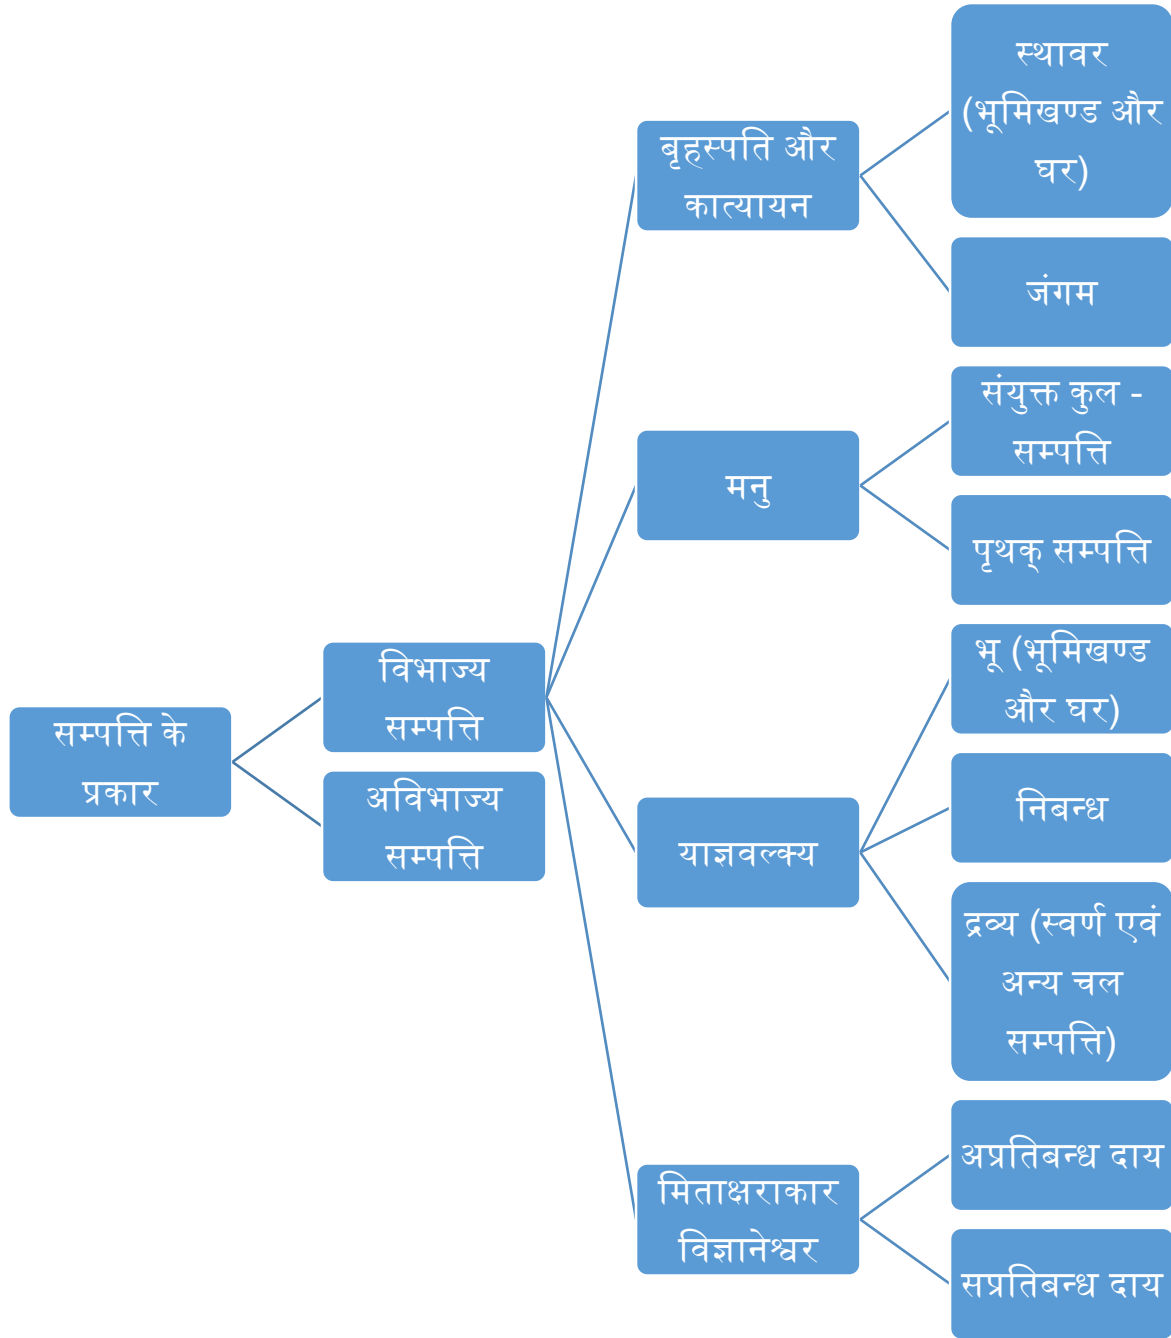 सम्पत्ति के
प्रकार
विभाज्य
सम्पत्ति
बृहस्पति और
कात्यायन
स्थावर
(भूमिखण्ड और
घर)
जंगम
मनु
संयुक्त कुल -
सम्पत्ति
पृथक् सम्पत्ति
याज्ञवल्क्य
भू (भूमिखण्ड
और घर)
निबन्ध
द्रव्य (स्वर्ण एवं
अन्य चल
सम्पत्ति)
मिताक्षराकार
विज्ञानेश्वर
अप्रतिबन्ध दाय
सप्रतिबन्ध दाय
अविभाज्य
सम्पत्ति